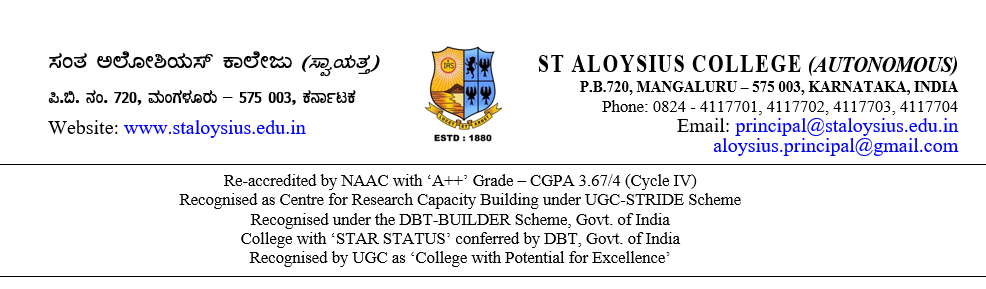 ಸಂತ ಅಲೋಶಿಯಸ್ ಕಾಲೇಜು (ಸ್ವಾಯತ್ತ)
ಪಿ.ಬಿ. ನಂ. 720, ಮಂಗಳೂರು – 575 003, ಕರ್ನಾಟಕ
Website: www.staloysius.edu.in
IHS
LUCET ET ARDET
ESTD : 1880
ST ALOYSIUS COLLEGE (AUTONOMOUS)
P.B.720, MANGALURU – 575 003, KARNATAKA, INDIA
Phone: 0824 - 4117701, 4117702, 4117703, 4117704
Email: principal@staloysius.edu.in
aloysius.principal@gmail.com
Re-accredited by NAAC with ‘A++’ Grade – CGPA 3.67/4 (Cycle IV)
Recognised as Centre for Research Capacity Building under UGC-STRIDE Scheme
Recognised under the DBT-BUILDER Scheme, Govt. of India
College with ‘STAR STATUS’ conferred by DBT, Govt. of India
Recognised by UGC as ‘College with Potential for Excellence’